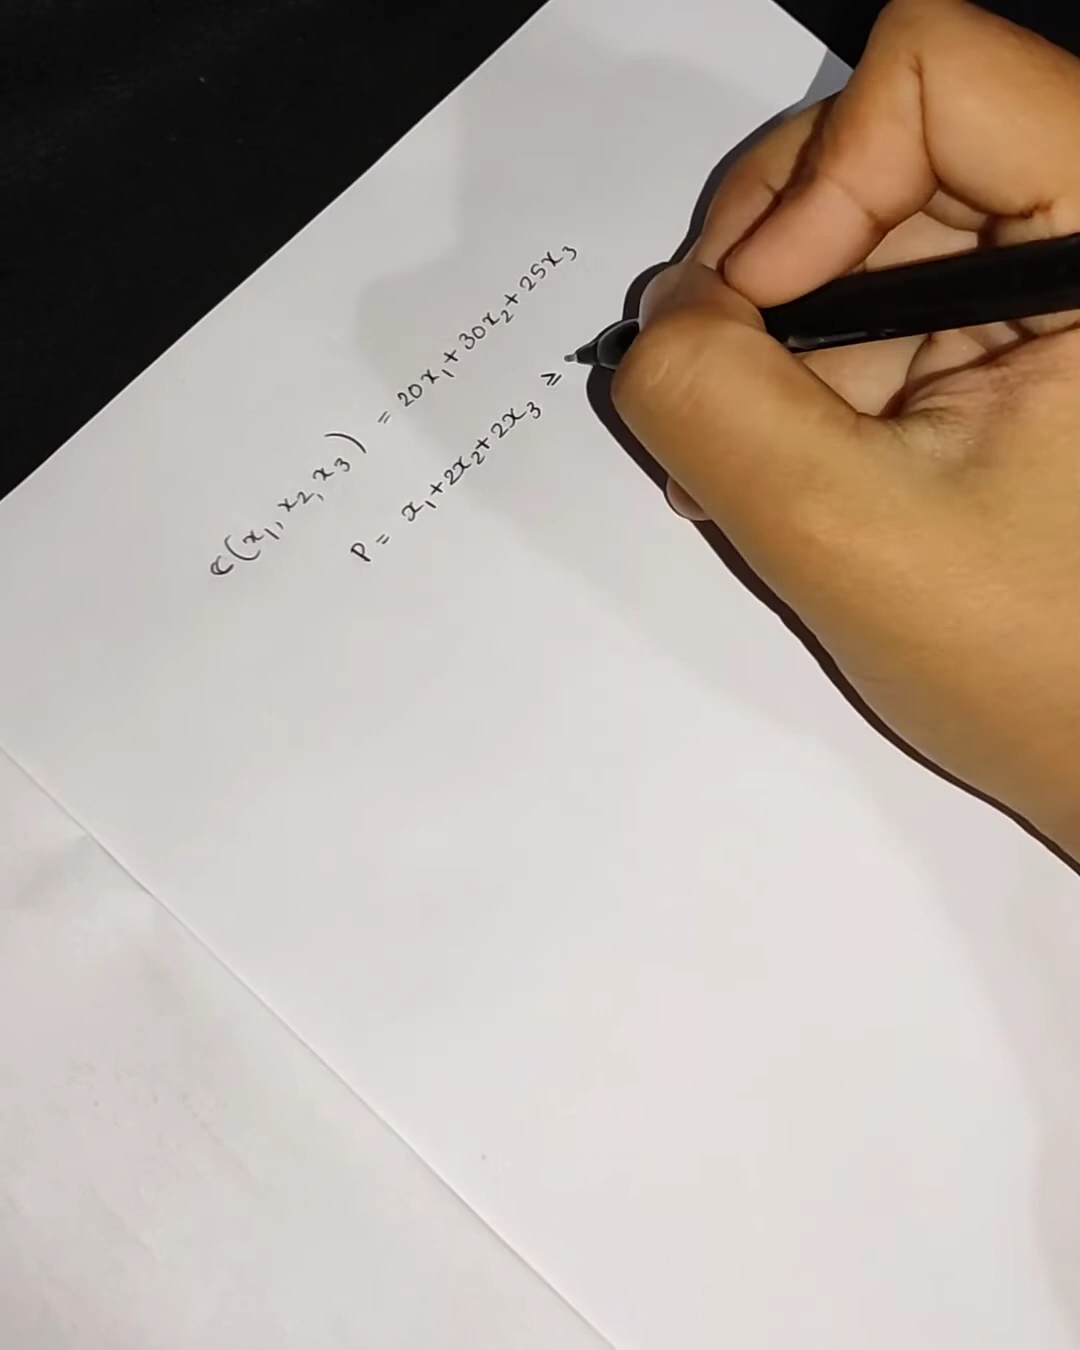 C(x₁, x₂, x₃) = 20x₁ + 30x₂ + 25x₃
P = x₁ + 2x₂ + 2x₃ ≥